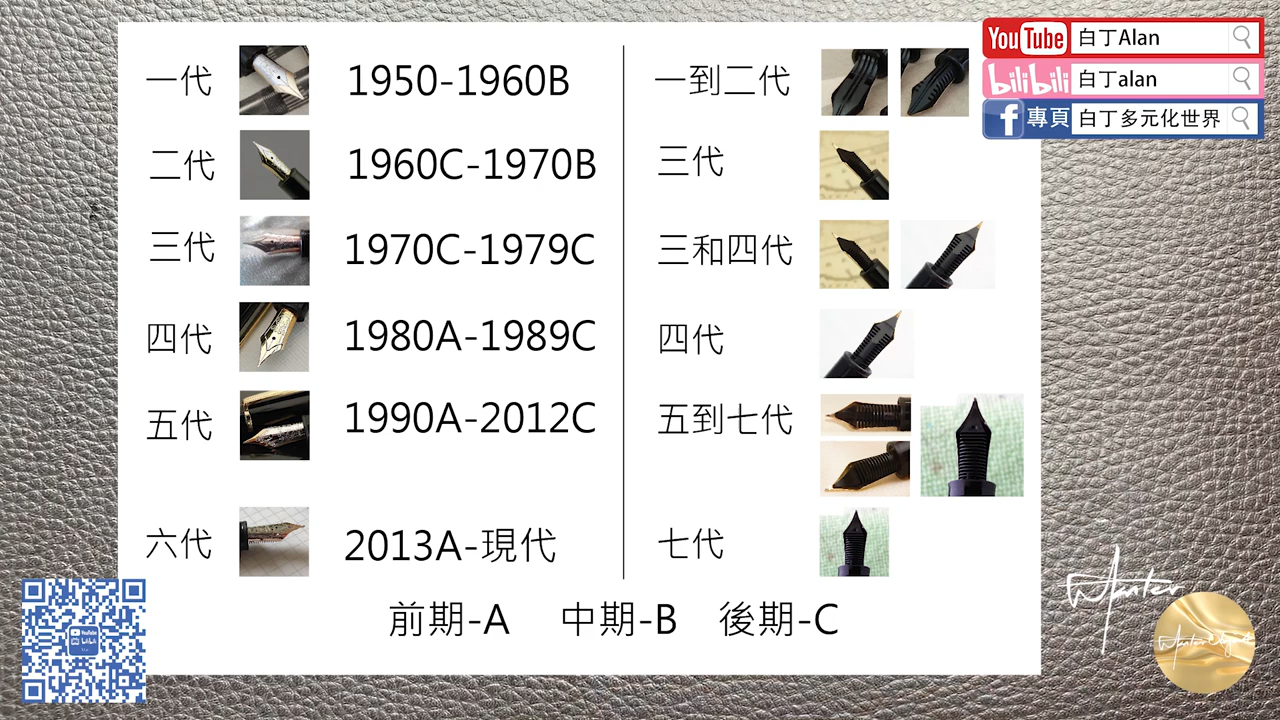 YouTube 白丁Alan
bilibili 白丁alan
f 專頁 白丁多元化世界
一代 1950-1960B 一到二代
二代 1960C-1970B 三代
三代 1970C-1979C 三和四代
四代 1980A-1989C 四代
五代 1990A-2012C 五到七代
六代 2013A-現代 七代
前期-A 中期-B 後期-C